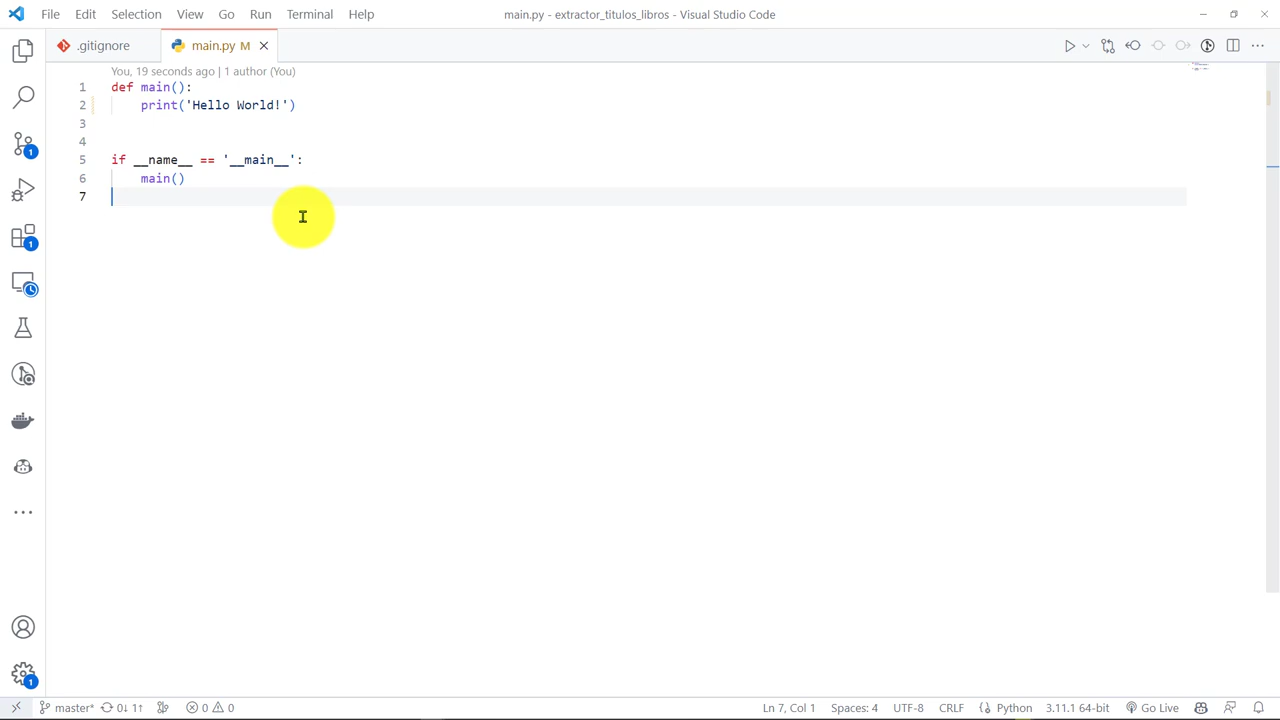 File Edit Selection View Go Run Terminal Help
main.py - extractor_titulos_libros - Visual Studio Code
.gitignore
main.py M
You, 19 seconds ago | 1 author (You)
1 def main():
2 print('Hello World!')
3
4
5 if __name__ == '__main__':
6 main()
7
1
1
1
master* 0↓ 1↑ 0 0
Ln 7, Col 1 Spaces: 4 UTF-8 CRLF Python 3.11.1 64-bit Go Live